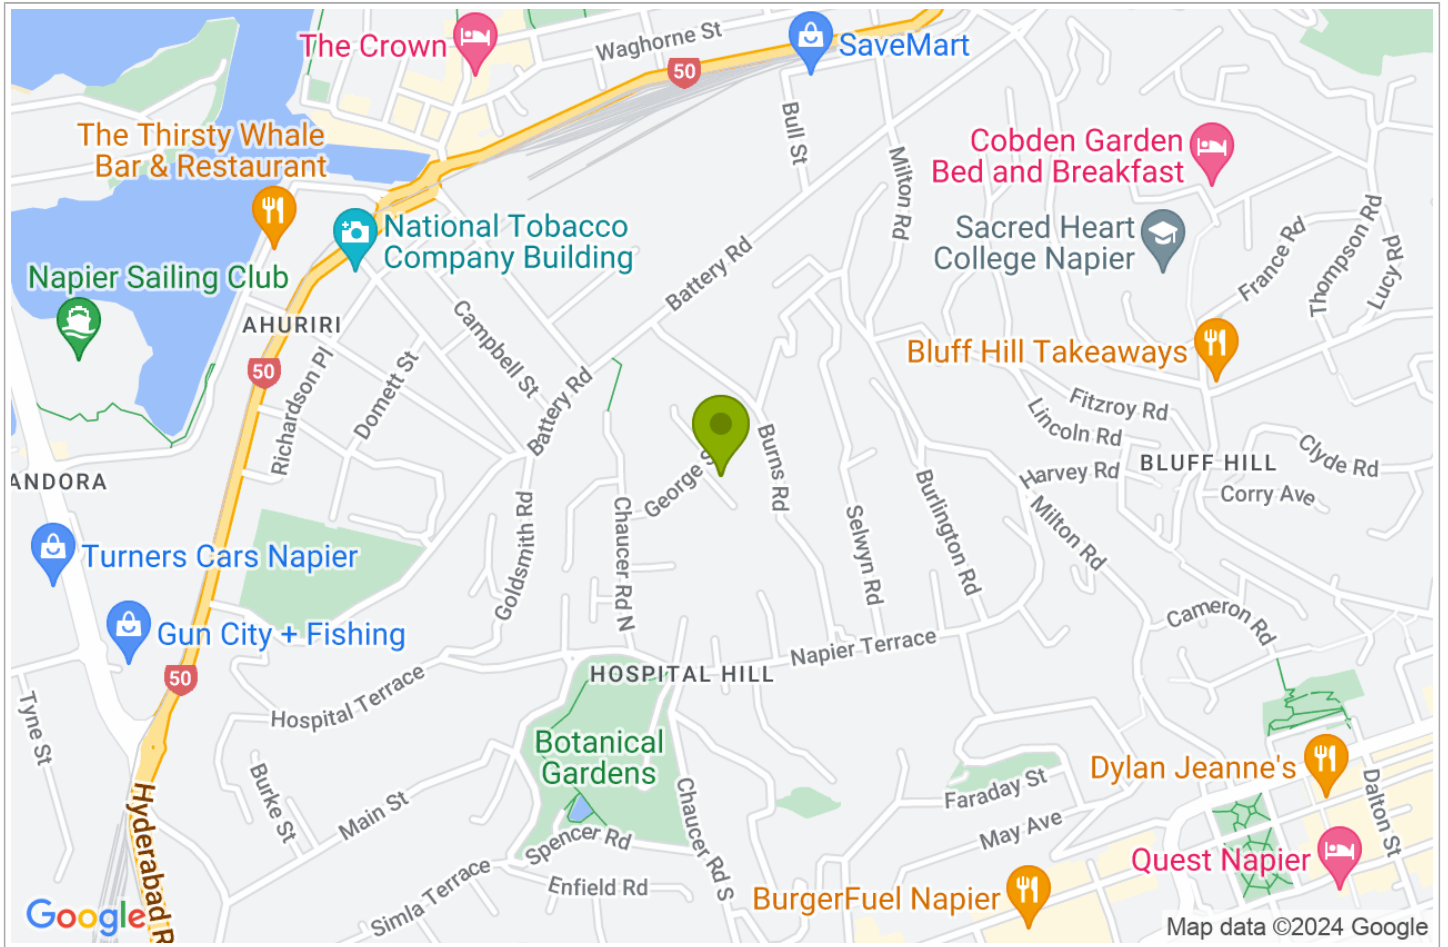 The Crown
Waghorne St
50
SaveMart
The Thirsty Whale
Bar & Restaurant
Bull St
Milton Rd
Cobden Garden
Bed and Breakfast
National Tobacco
Company Building
Sacred Heart
College Napier
Napier Sailing Club
Battery Rd
France Rd
Thompson Rd
Lucy Rd
AHURIRI
Campbell St
50
Richardson Pl
Domett St
Battery Rd
Bluff Hill Takeaways
Fitzroy Rd
Lincoln Rd
Harvey Rd
BLUFF HILL
Clyde Rd
Corry Ave
ANDORA
George S
Burns Rd
Burlington Rd
Milton Rd
Selwyn Rd
Goldsmith Rd
Chaucer Rd N
Turners Cars Napier
Gun City + Fishing
Cameron Rd
Napier Terrace
50
HOSPITAL HILL
Hospital Terrace
Tyne St
Botanical
Gardens
Dylan Jeanne's
Burke St
Main St
Faraday St
May Ave
Dalton St
Hyderabad R
Spencer Rd
Chaucer Rd S
Quest Napier
Simla Terrace
Enfield Rd
BurgerFuel Napier
Google
Map data ©2024 Google